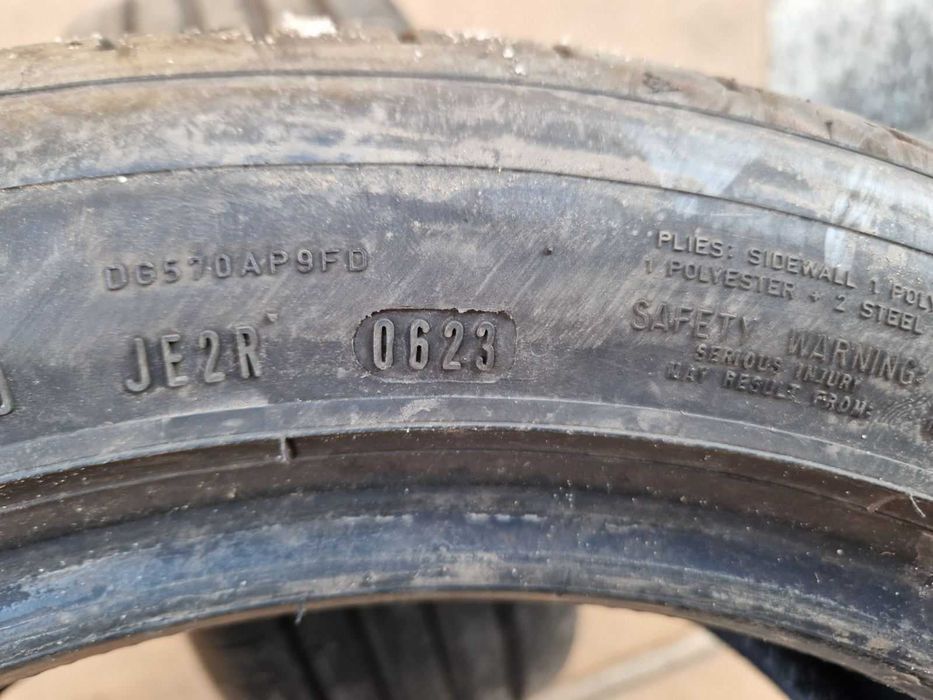 DG570AP9FD
JE2R
0623
PLIES: SIDEWALL 1 POLY
1 POLYESTER + 2 STEEL
SAFETY WARNING:
SERIOUS INJURY
MAY RESULT FROM: